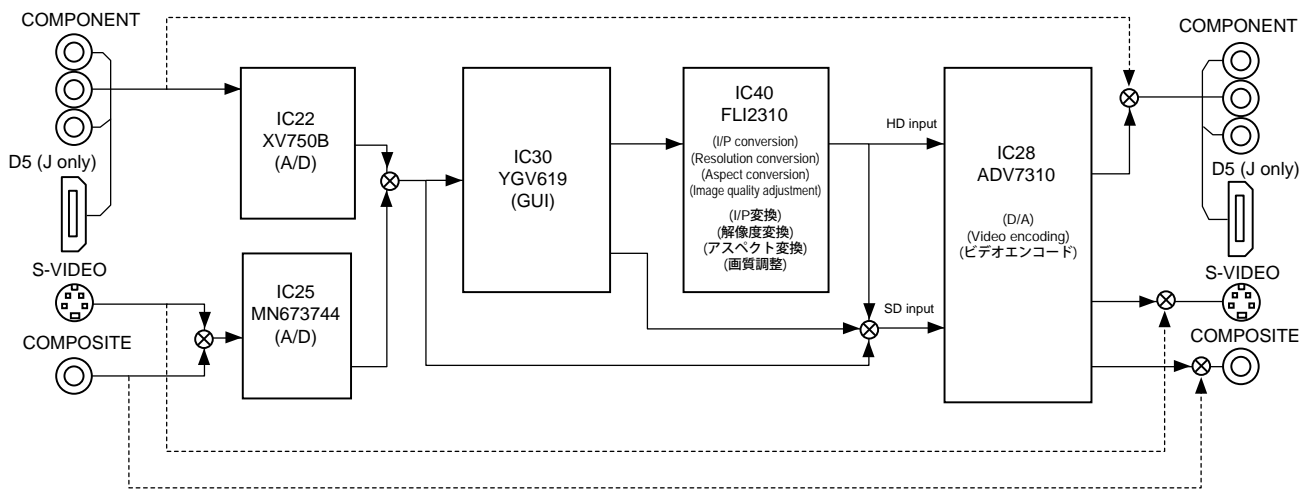 COMPONENT
D5 (J only)
S-VIDEO
COMPOSITE
IC22
XV750B
(A/D)
IC25
MN673744
(A/D)
IC30
YGV619
(GUI)
IC40
FLI2310
(I/P conversion)
(Resolution conversion)
(Aspect conversion)
(Image quality adjustment)
(I/P変換)
(解像度変換)
(アスペクト変換)
(画質調整)
HD input
SD input
IC28
ADV7310
(D/A)
(Video encoding)
(ビデオエンコード)
COMPONENT
D5 (J only)
S-VIDEO
COMPOSITE